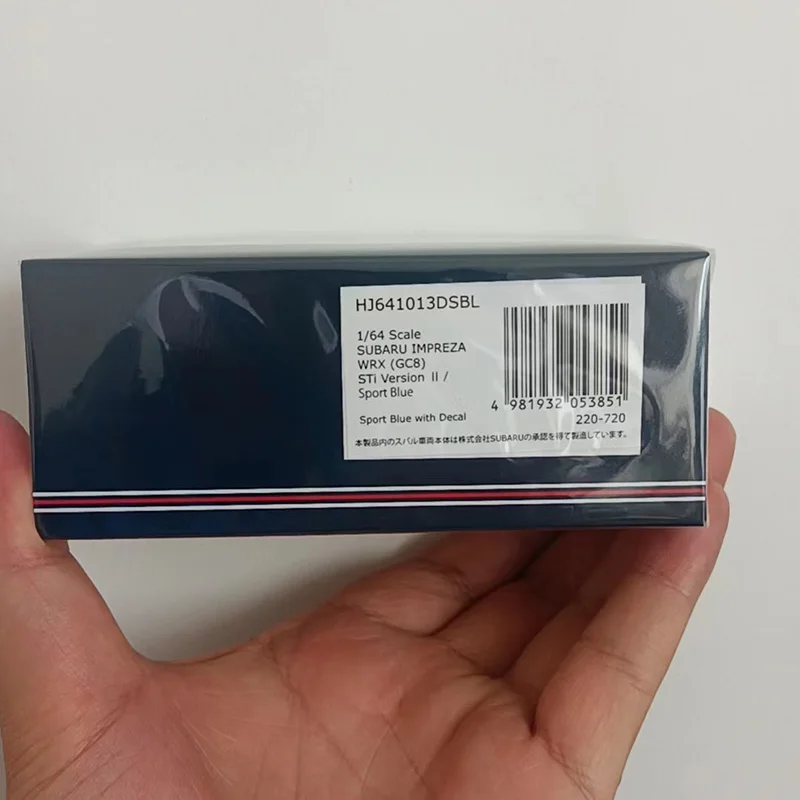 HJ641013DSBL
1/64 Scale
SUBARU IMPREZA
WRX (GC8)
STi Version II /
Sport Blue
4 981932 053851
Sport Blue with Decal
220-720
本製品内のスバル車両本体は株式会社SUBARUの承認を得て製造しています。